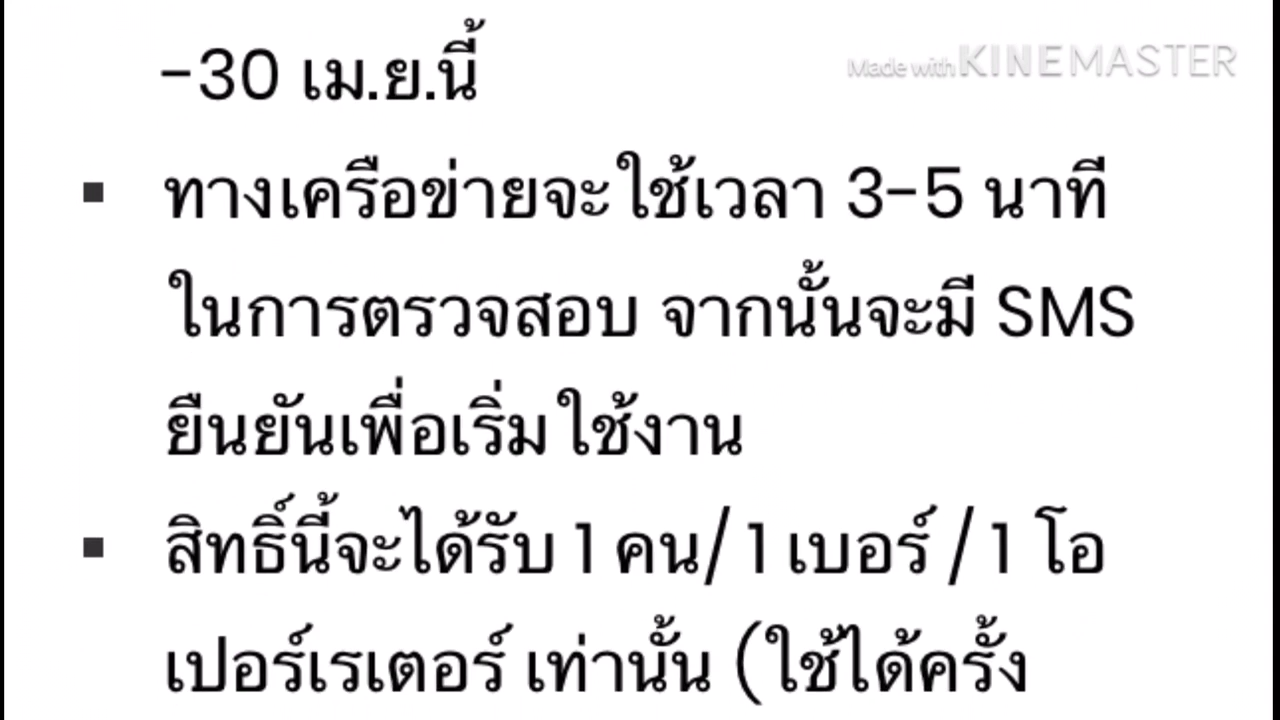 -30 เม.ย.นี้
Made with KINEMASTER
▪ ทางเครือข่ายจะใช้เวลา 3-5 นาที
ในการตรวจสอบ จากนั้นจะมี SMS
ยืนยันเพื่อเริ่มใช้งาน
▪ สิทธิ์นี้จะได้รับ 1 คน/ 1 เบอร์ / 1 โอ
เปอร์เรเตอร์ เท่านั้น (ใช้ได้ครั้ง